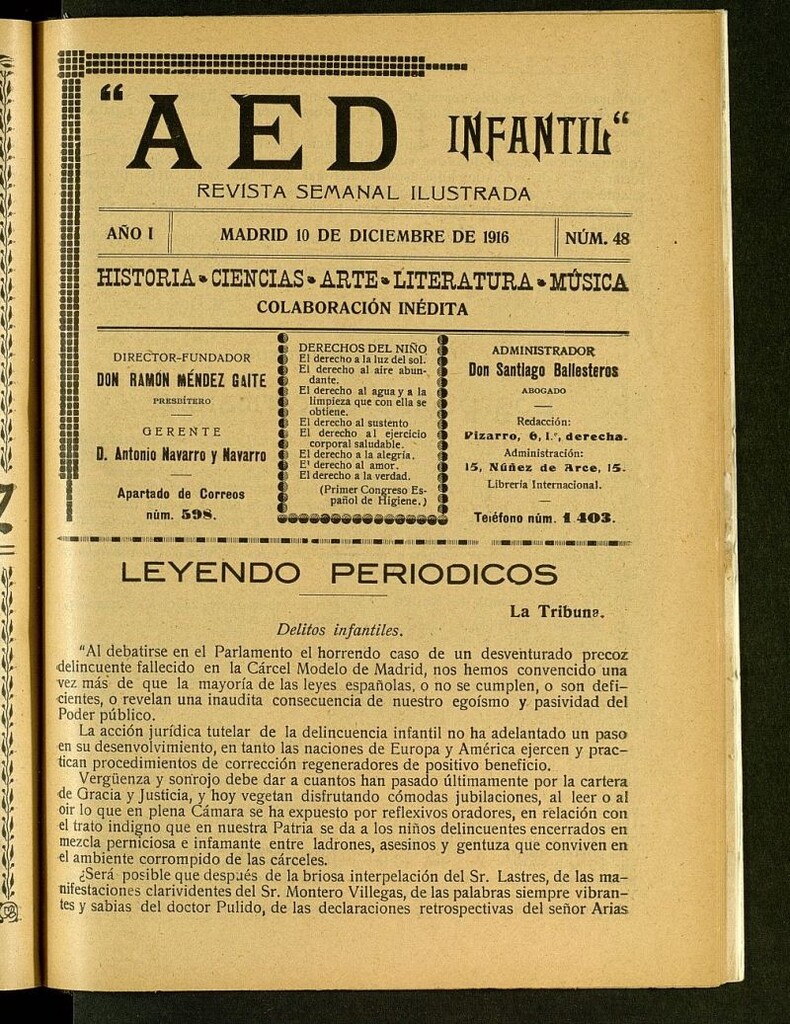 “AED INFANTIL“
REVISTA SEMANAL ILUSTRADA
AÑO I
MADRID 10 DE DICIEMBRE DE 1916
NÚM. 48
HISTORIA • CIENCIAS • ARTE • LITERATURA • MÚSICA
COLABORACIÓN INÉDITA
DIRECTOR-FUNDADOR
DON RAMÓN MÉNDEZ GAITE
PRESBÍTERO
GERENTE
D. Antonio Navarro y Navarro
Apartado de Correos
núm. 598.
DERECHOS DEL NIÑO
El derecho a la luz del sol.
El derecho al aire abun-
dante.
El derecho al agua y a la
limpieza que con ella se
obtiene.
El derecho al sustento
El derecho al ejercicio
corporal saludable.
El derecho a la alegría.
E' derecho al amor.
El derecho a la verdad.
(Primer Congreso Es-
pañol de Higiene.)
ADMINISTRADOR
Don Santiago Ballesteros
ABOGADO
Redacción:
Pizarro, 6, 1.º, derecha.
Administración:
15, Núñez de Arce, 15.
Librería Internacional.
Teléfono núm. 1 403.
LEYENDO PERIODICOS
La Tribuna.
Delitos infantiles.
“Al debatirse en el Parlamento el horrendo caso de un desventurado precoz
delincuente fallecido en la Cárcel Modelo de Madrid, nos hemos convencido una
vez más de que la mayoría de las leyes españolas, o no se cumplen, o son defi-
cientes, o revelan una inaudita consecuencia de nuestro egoísmo y pasividad del
Poder público.
La acción jurídica tutelar de la delincuencia infantil no ha adelantado un paso
en su desenvolvimiento, en tanto las naciones de Europa y América ejercen y prac-
tican procedimientos de corrección regeneradores de positivo beneficio.
Vergüenza y sonrojo debe dar a cuantos han pasado últimamente por la cartera
de Gracia y Justicia, y hoy vegetan disfrutando cómodas jubilaciones, al leer o al
oir lo que en plena Cámara se ha expuesto por reflexivos oradores, en relación con
el trato indigno que en nuestra Patria se da a los niños delincuentes encerrados en
mezcla perniciosa e infamante entre ladrones, asesinos y gentuza que conviven en
el ambiente corrompido de las cárceles.
¿Será posible que después de la briosa interpelación del Sr. Lastres, de las ma-
nifestaciones clarividentes del Sr. Montero Villegas, de las palabras siempre vibran-
tes y sabias del doctor Pulido, de las declaraciones retrospectivas del señor Arias